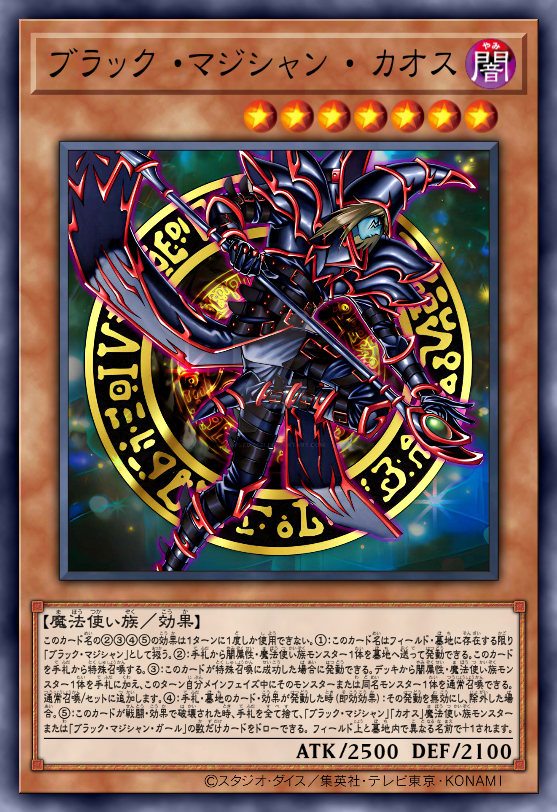 ブラック・マジシャン・カオス
闇
【魔法使い族／効果】
このカード名の②③④⑤の効果は1ターンに1度しか使用できない。①：このカード名はフィールド・墓地に存在する限り
「ブラック・マジシャン」として扱う。②：手札から闇属性・魔法使い族モンスター1体を墓地へ送って発動できる。このカード
を手札から特殊召喚する。③：このカードが特殊召喚に成功した場合に発動できる。デッキから闇属性・魔法使い族モン
スター1体を手札に加え、このターン自分メインフェイズ中にそのモンスターまたは同名モンスター1体を通常召喚できる。
通常召喚/セットに追加します。④：手札・墓地のカード・効果が発動した時（即効効果）：その発動を無効にし、除外した場
合。⑤：このカードが戦闘・効果で破壊された時、手札を全て捨て、「ブラック・マジシャン」「カオス」魔法使い族モンスター
または「ブラック・マジシャン・ガール」の数だけカードをドローできる。フィールド上と墓地内で異なる名前で+1されます。
ATK/2500 DEF/2100
©スタジオ・ダイス／集英社・テレビ東京・KONAMI